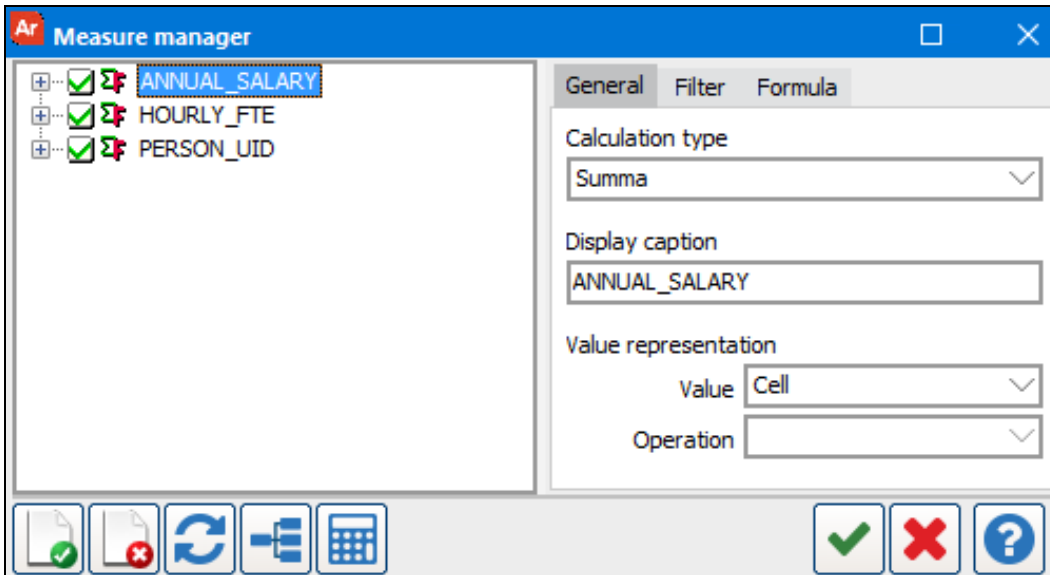 Ar Measure manager
ANNUAL_SALARY
HOURLY_FTE
PERSON_UID
General Filter Formula
Calculation type
Summa
Display caption
ANNUAL_SALARY
Value representation
Value Cell
Operation
?